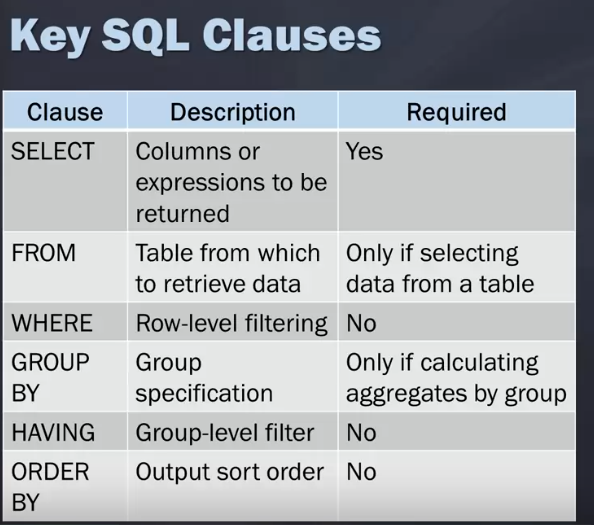 Key SQL Clauses
Clause Description Required
SELECT Columns or expressions to be returned Yes
FROM Table from which to retrieve data Only if selecting data from a table
WHERE Row-level filtering No
GROUP BY Group specification Only if calculating aggregates by group
HAVING Group-level filter No
ORDER BY Output sort order No